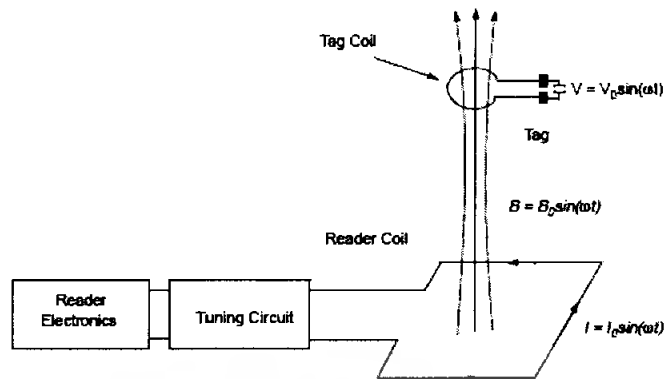 Tag Coil
V = V₀sin(ωt)
Tag
B = B₀sin(ωt)
Reader Coil
Reader
Electronics
Tuning Circuit
I = I₀sin(ωt)